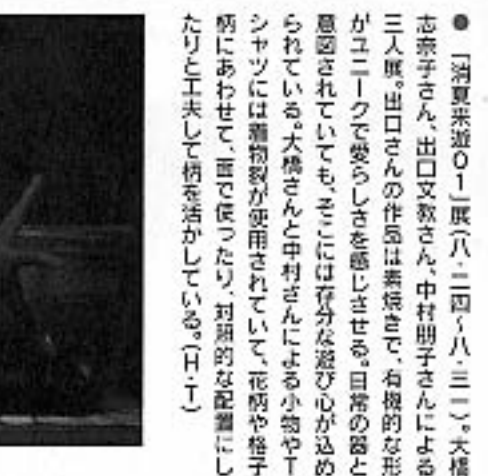 ● 「消夏来遊01」展(八・二四～八・三一)。大橋
志奈子さん、出口文教さん、中村朋子さんによる
三人展。出口さんの作品は素焼きで、有機的な形
がユニークで愛らしさを感じさせる。日常の器と
意図されていても、そこには存分な遊び心が込め
られている。大橋さんと中村さんによる小物やT
シャツには着物裂が使用されていて、花柄や格子
柄にあわせて、面で使ったり、対照的な配置にし
たりと工夫して柄を活かしている。(H・T)